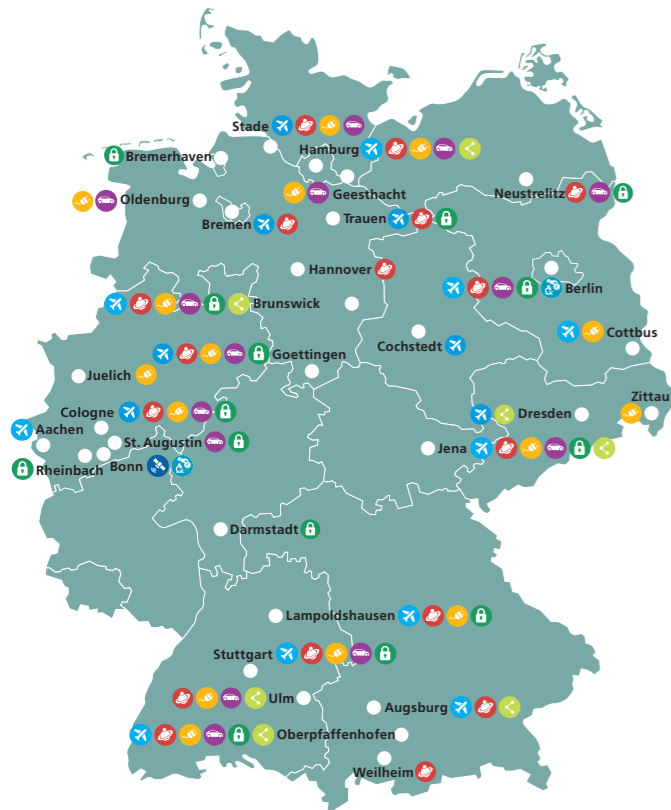 Stade
Hamburg
Bremerhaven
Neustrelitz
Oldenburg
Geesthacht
Bremen
Trauen
Hannover
Berlin
Brunswick
Cottbus
Cochstedt
Goettingen
Juelich
Zittau
Cologne
Dresden
Aachen
St. Augustin
Jena
Rheinbach
Bonn
Darmstadt
Lampoldshausen
Stuttgart
Ulm
Augsburg
Oberpfaffenhofen
Weilheim